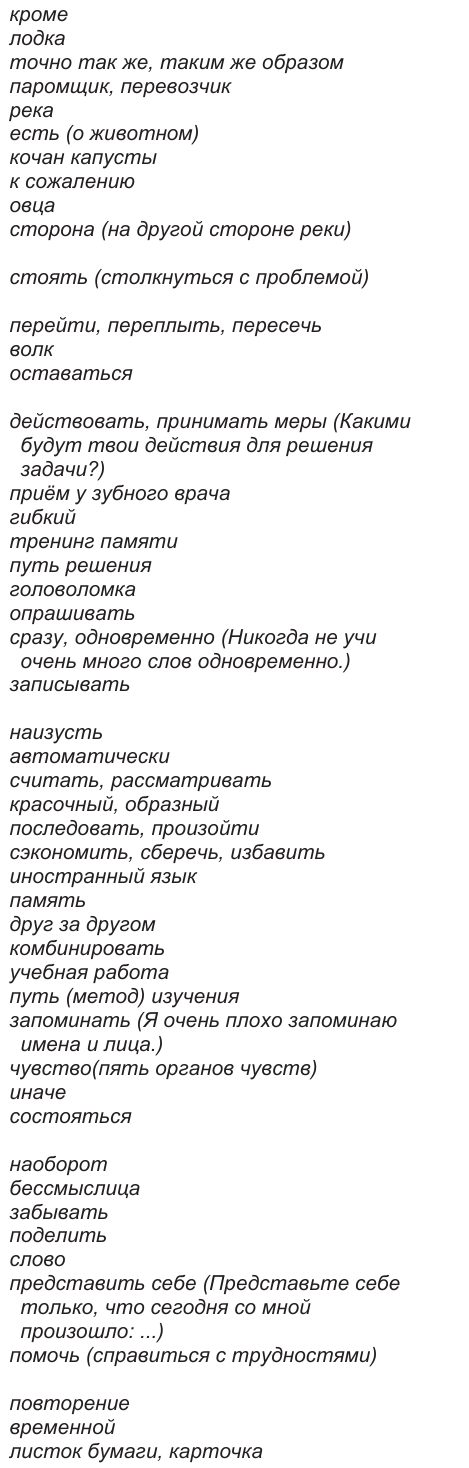 кроме
лодка
точно так же, таким же образом
паромщик, перевозчик
река
есть (о животном)
кочан капусты
к сожалению
овца
сторона (на другой стороне реки)
стоять (столкнуться с проблемой)
перейти, переплыть, пересечь
волк
оставаться
действовать, принимать меры (Какими
будут твои действия для решения
задачи?)
приём у зубного врача
гибкий
тренинг памяти
путь решения
головоломка
опрашивать
сразу, одновременно (Никогда не учи
очень много слов одновременно.)
записывать
наизусть
автоматически
считать, рассматривать
красочный, образный
последовать, произойти
сэкономить, сберечь, избавить
иностранный язык
память
друг за другом
комбинировать
учебная работа
путь (метод) изучения
запоминать (Я очень плохо запоминаю
имена и лица.)
чувство(пять органов чувств)
иначе
состояться
наоборот
бессмыслица
забывать
поделить
слово
представить себе (Представьте себе
только, что сегодня со мной
произошло: ...)
помочь (справиться с трудностями)
повторение
временной
листок бумаги, карточка